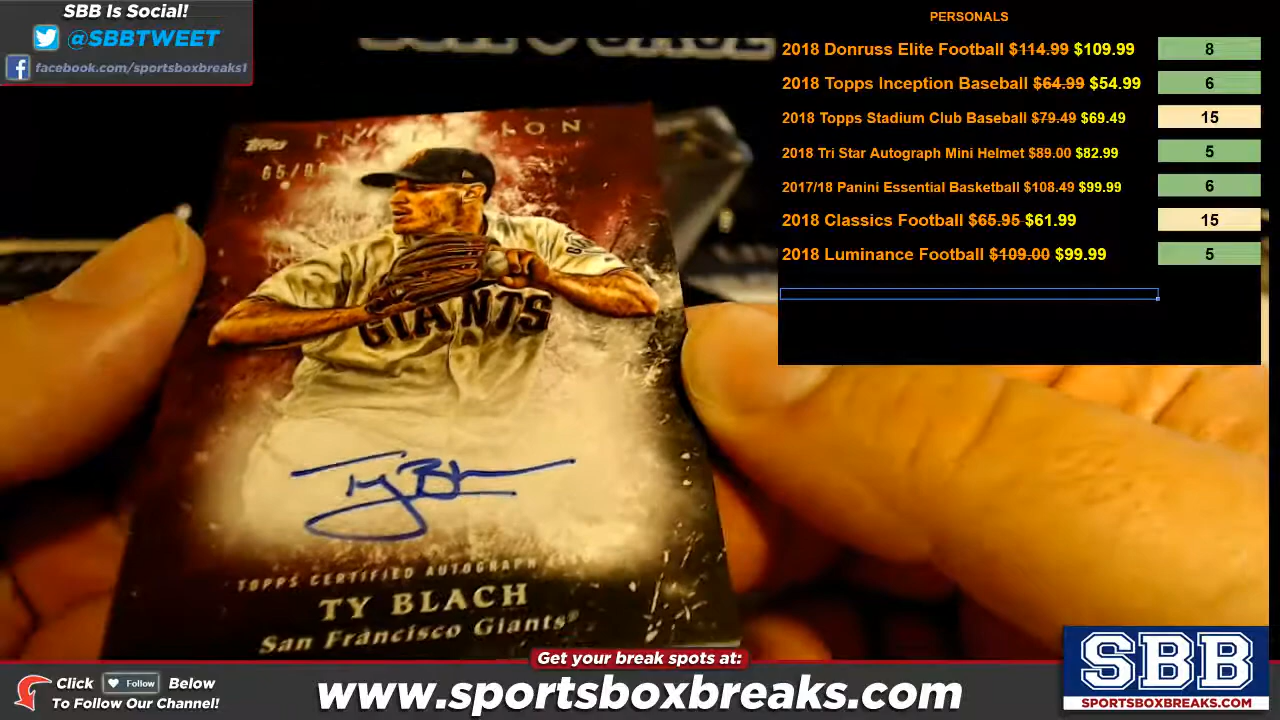 SBB Is Social!
@SBBTWEET
facebook.com/sportsboxbreaks1
PERSONALS
2018 Donruss Elite Football $114.99 $109.99 8
2018 Topps Inception Baseball $64.99 $54.99 6
2018 Topps Stadium Club Baseball $79.49 $69.49 15
2018 Tri Star Autograph Mini Helmet $89.00 $82.99 5
2017/18 Panini Essential Basketball $108.49 $99.99 6
2018 Classics Football $65.95 $61.99 15
2018 Luminance Football $109.00 $99.99 5
Topps
GIANTS
Ty Bl
TOPPS CERTIFIED AUTOGRAPH
TY BLACH
San Francisco Giants
Get your break spots at:
Click Follow Below
To Follow Our Channel!
www.sportsboxbreaks.com
SBB
SPORTSBOXBREAKS.COM